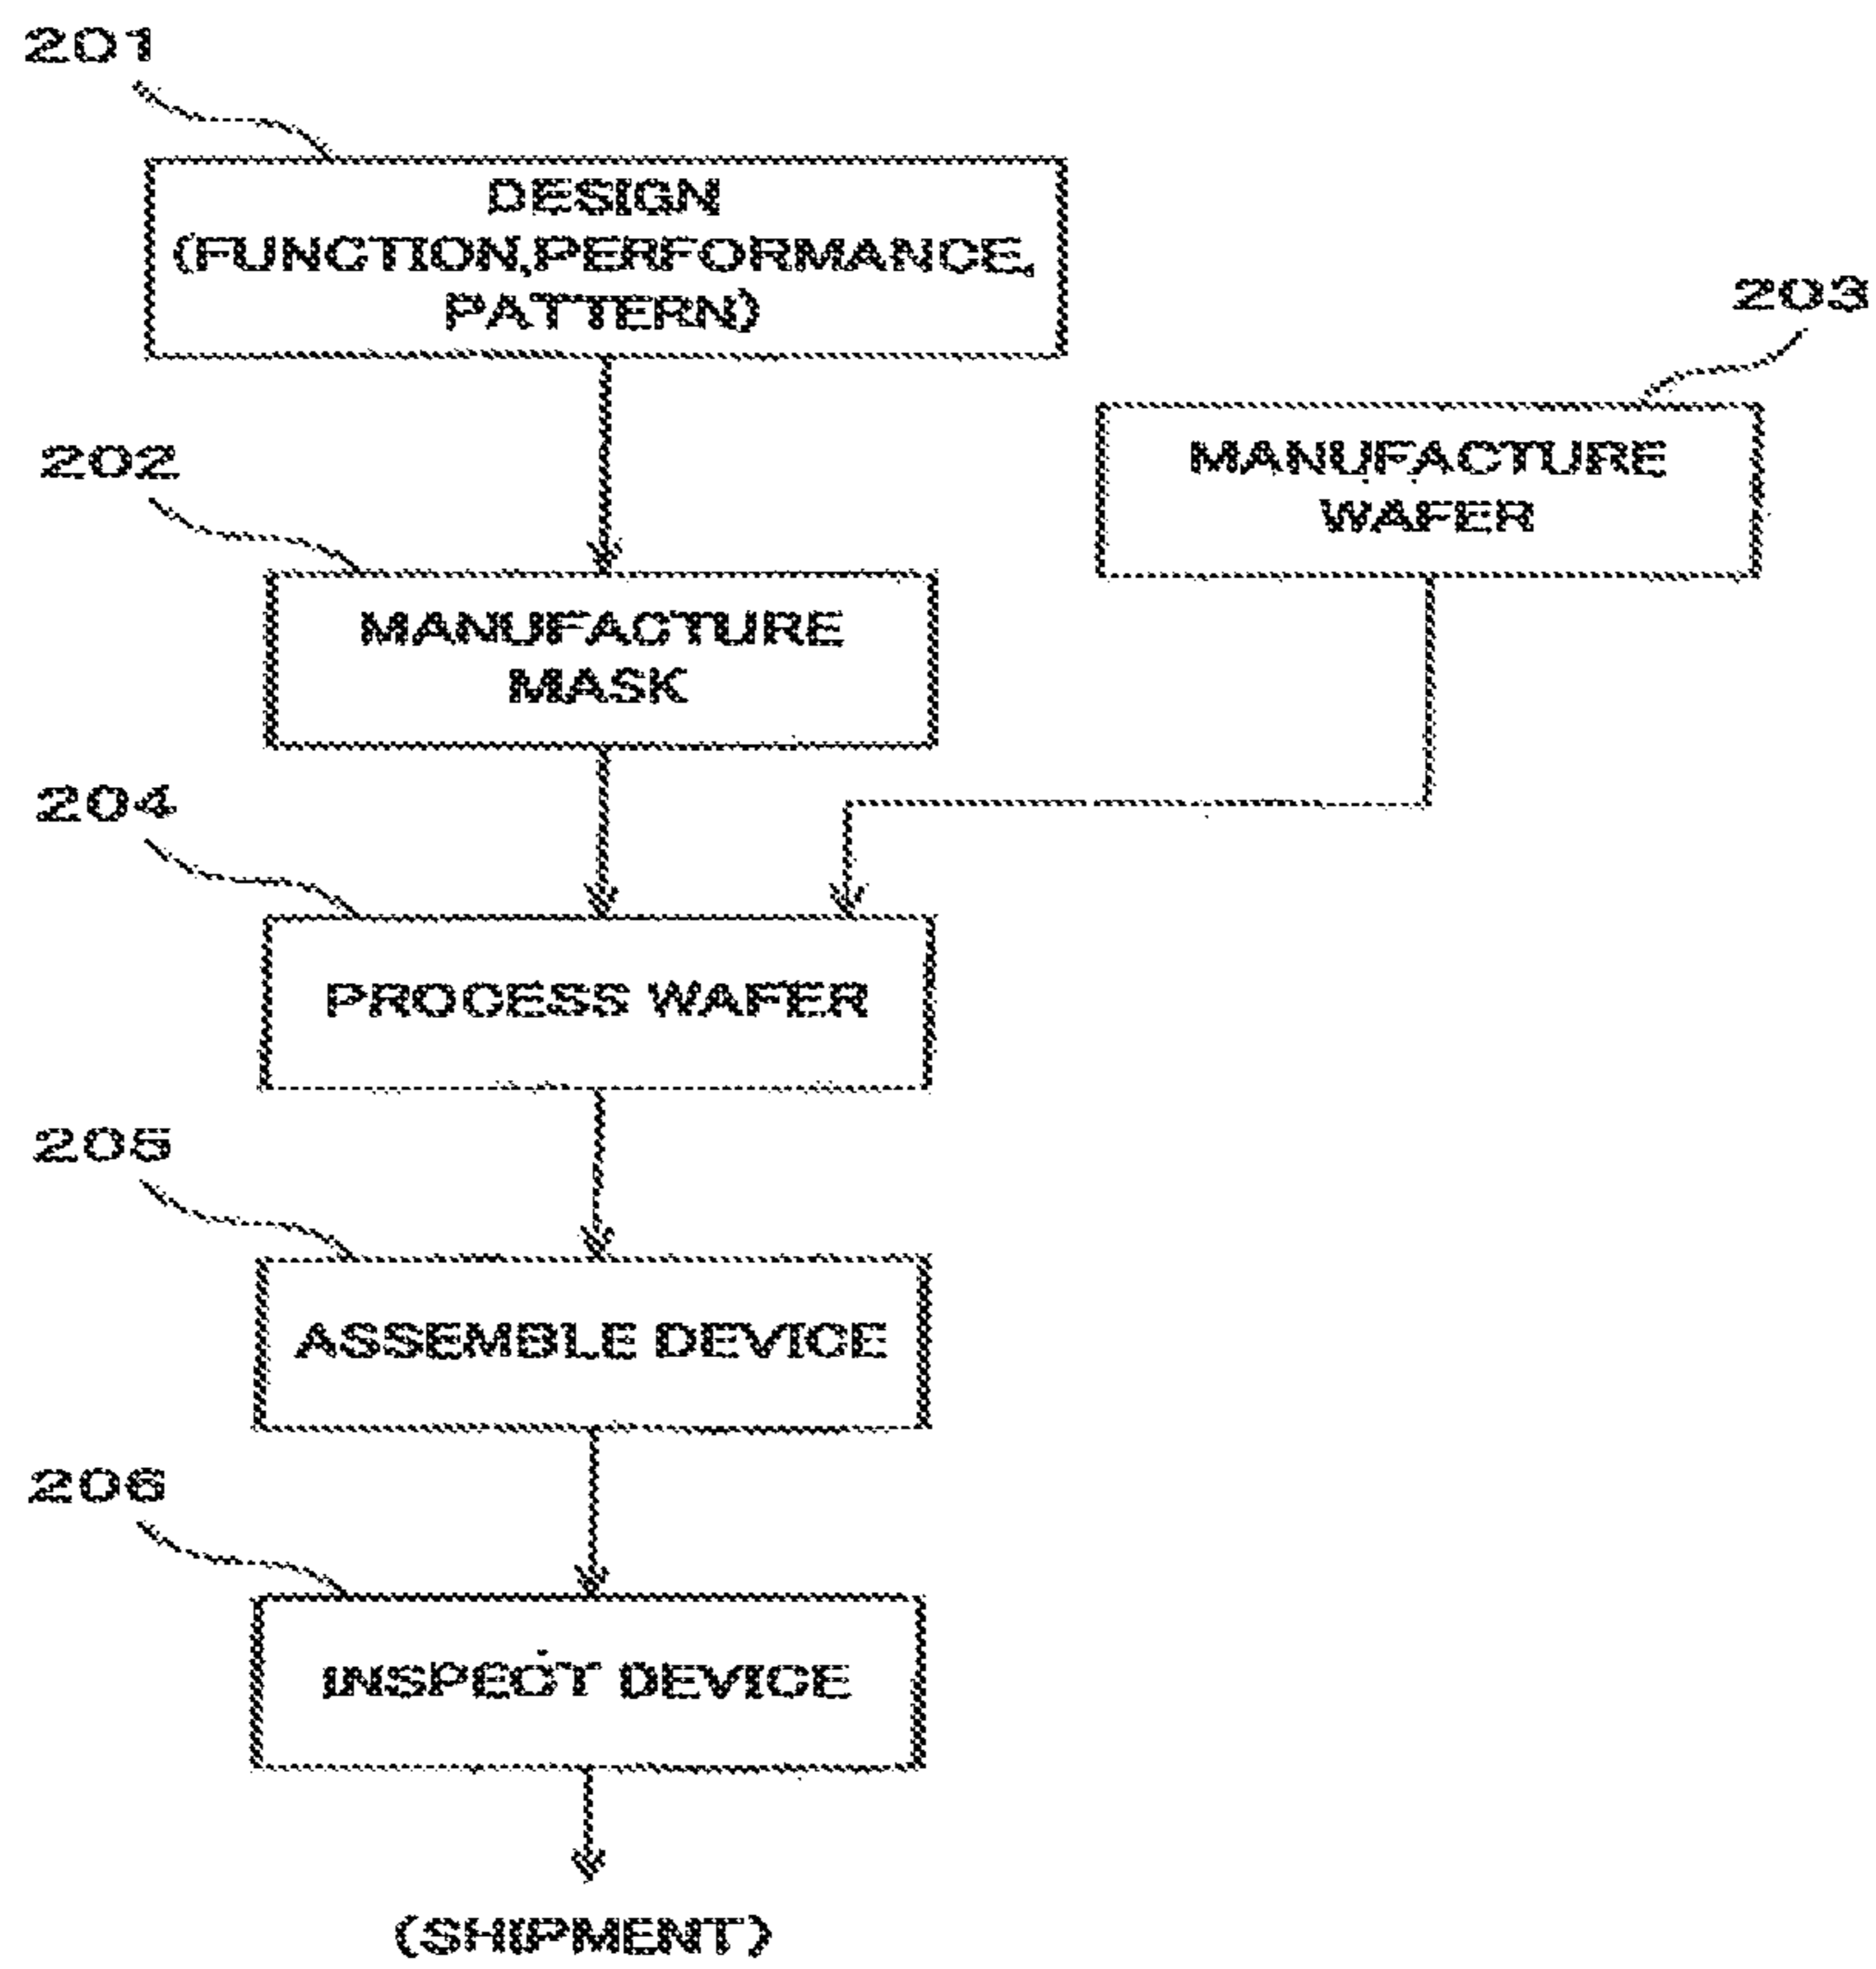 201
DESIGN
(FUNCTION,PERFORMANCE,
PATTERN)
203
MANUFACTURE
WAFER
202
MANUFACTURE
MASK
204
PROCESS WAFER
205
ASSEMBLE DEVICE
206
INSPECT DEVICE
(SHIPMENT)